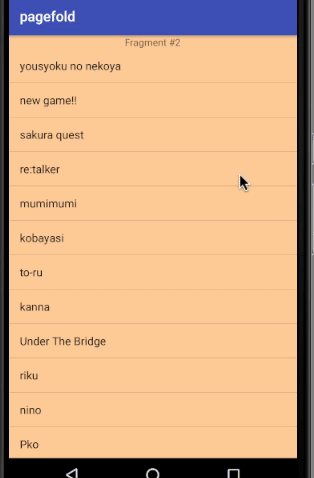 pagefold
Fragment #2
yousyoku no nekoya
new game!!
sakura quest
re:talker
mumimumi
kobayasi
to-ru
kanna
Under The Bridge
riku
nino
Pko